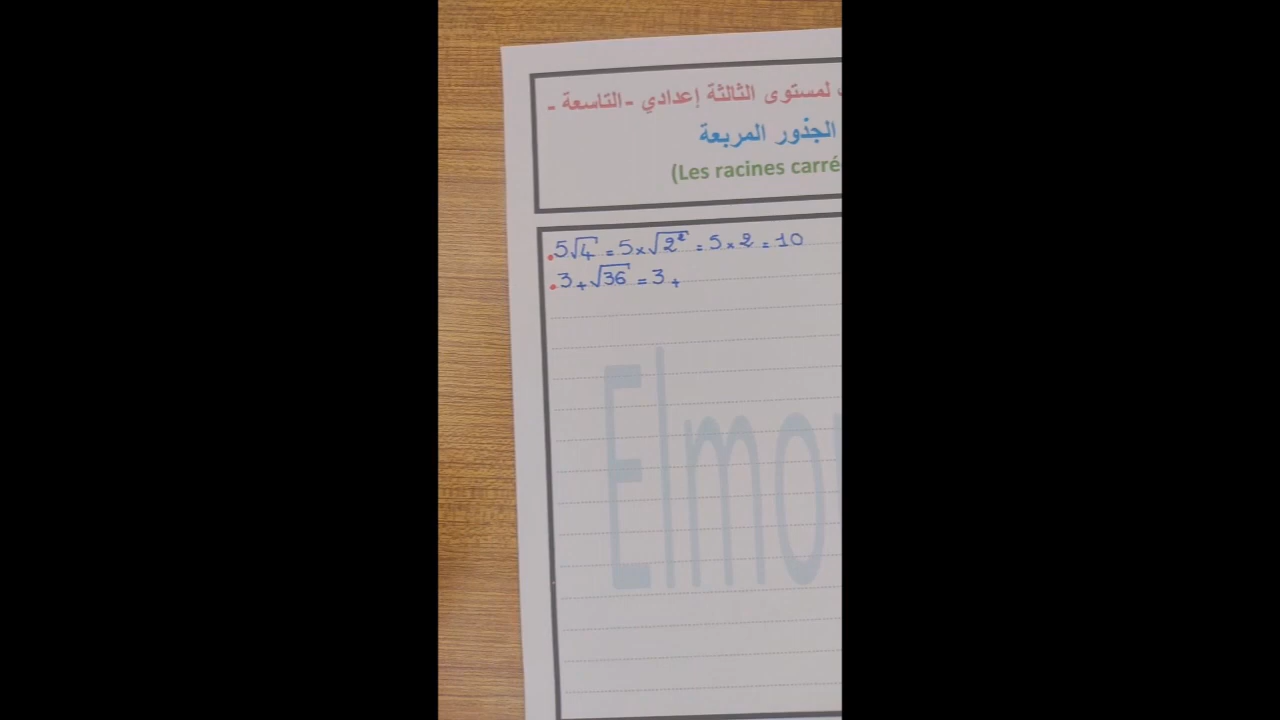 لمستوى الثالثة إعدادي - التاسعة -
الجذور المربعة
(Les racines carré
. 5√4 = 5×√2² = 5×2 = 10
. 3+√36 = 3+
Elmo